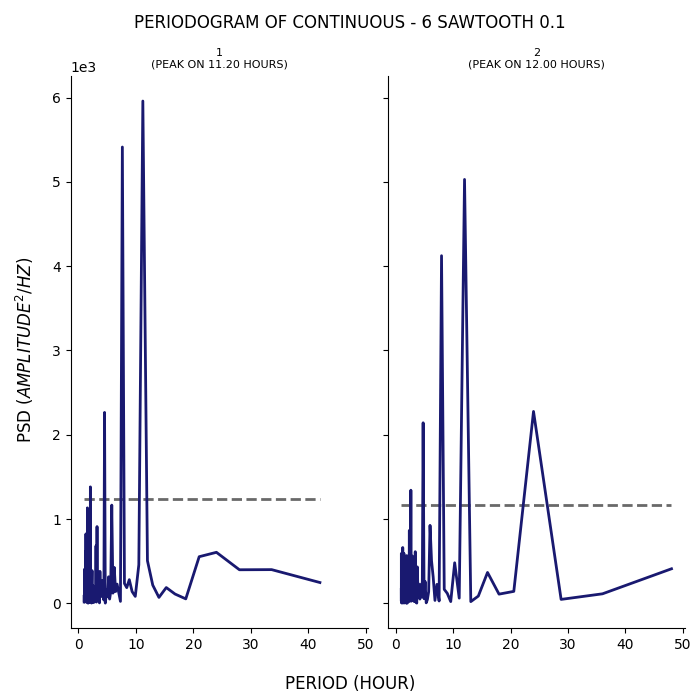 PERIODOGRAM OF CONTINUOUS - 6 SAWTOOTH 0.1
1
(PEAK ON 11.20 HOURS)
2
(PEAK ON 12.00 HOURS)
1e3
6
5
4
3
2
1
0
PSD (AMPLITUDE²/HZ)
0 10 20 30 40 50
0 10 20 30 40 50
PERIOD (HOUR)